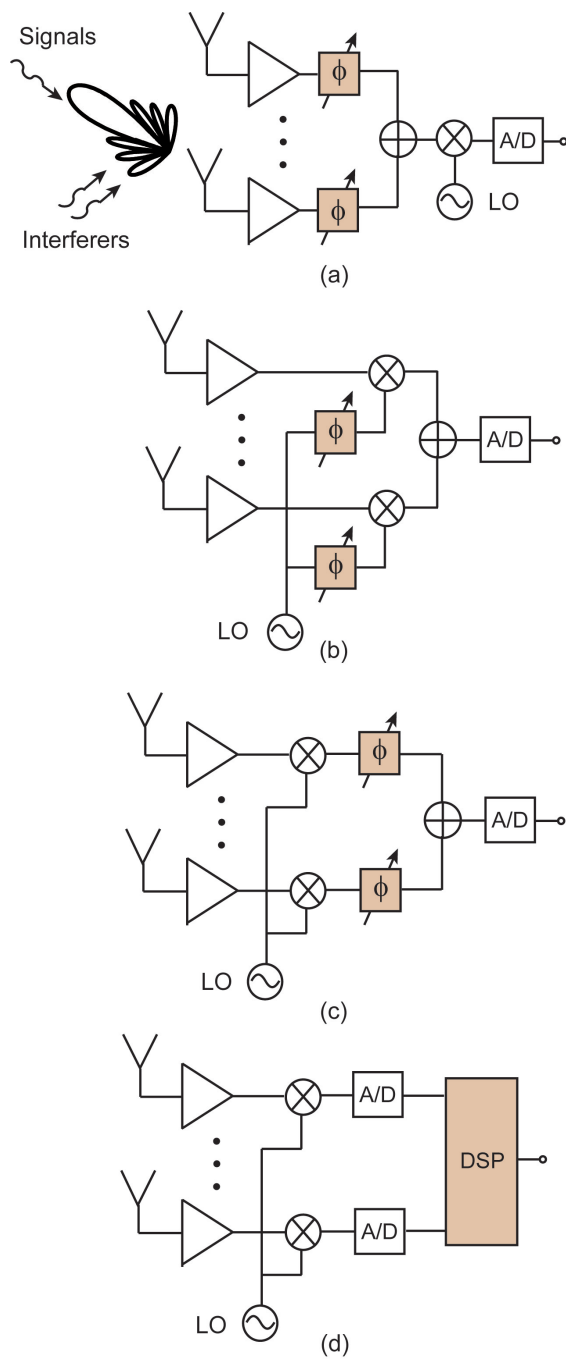 Signals
Interferers
ϕ
ϕ
A/D
LO
(a)
ϕ
ϕ
A/D
LO
(b)
ϕ
ϕ
A/D
LO
(c)
A/D
A/D
DSP
LO
(d)